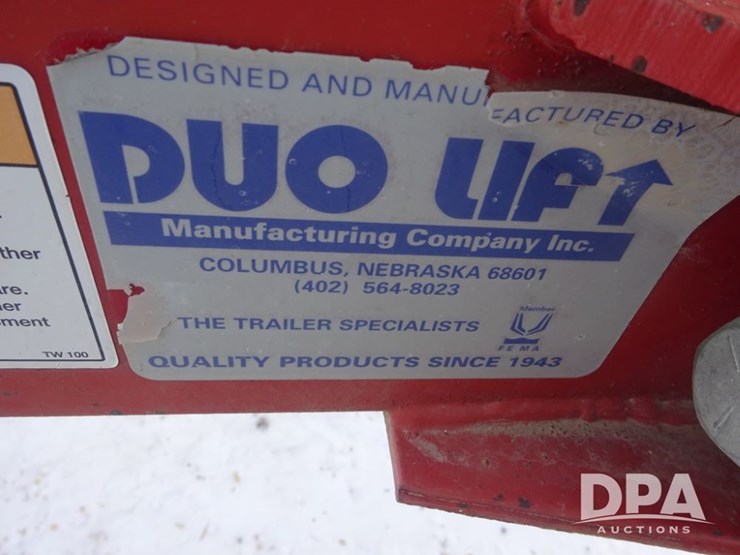 DESIGNED AND MANUFACTURED BY
DUO LIFT
Manufacturing Company Inc.
COLUMBUS, NEBRASKA 68601
(402) 564-8023
THE TRAILER SPECIALISTS
Member
FEMA
QUALITY PRODUCTS SINCE 1943
ment
TW 100
DPA
AUCTIONS